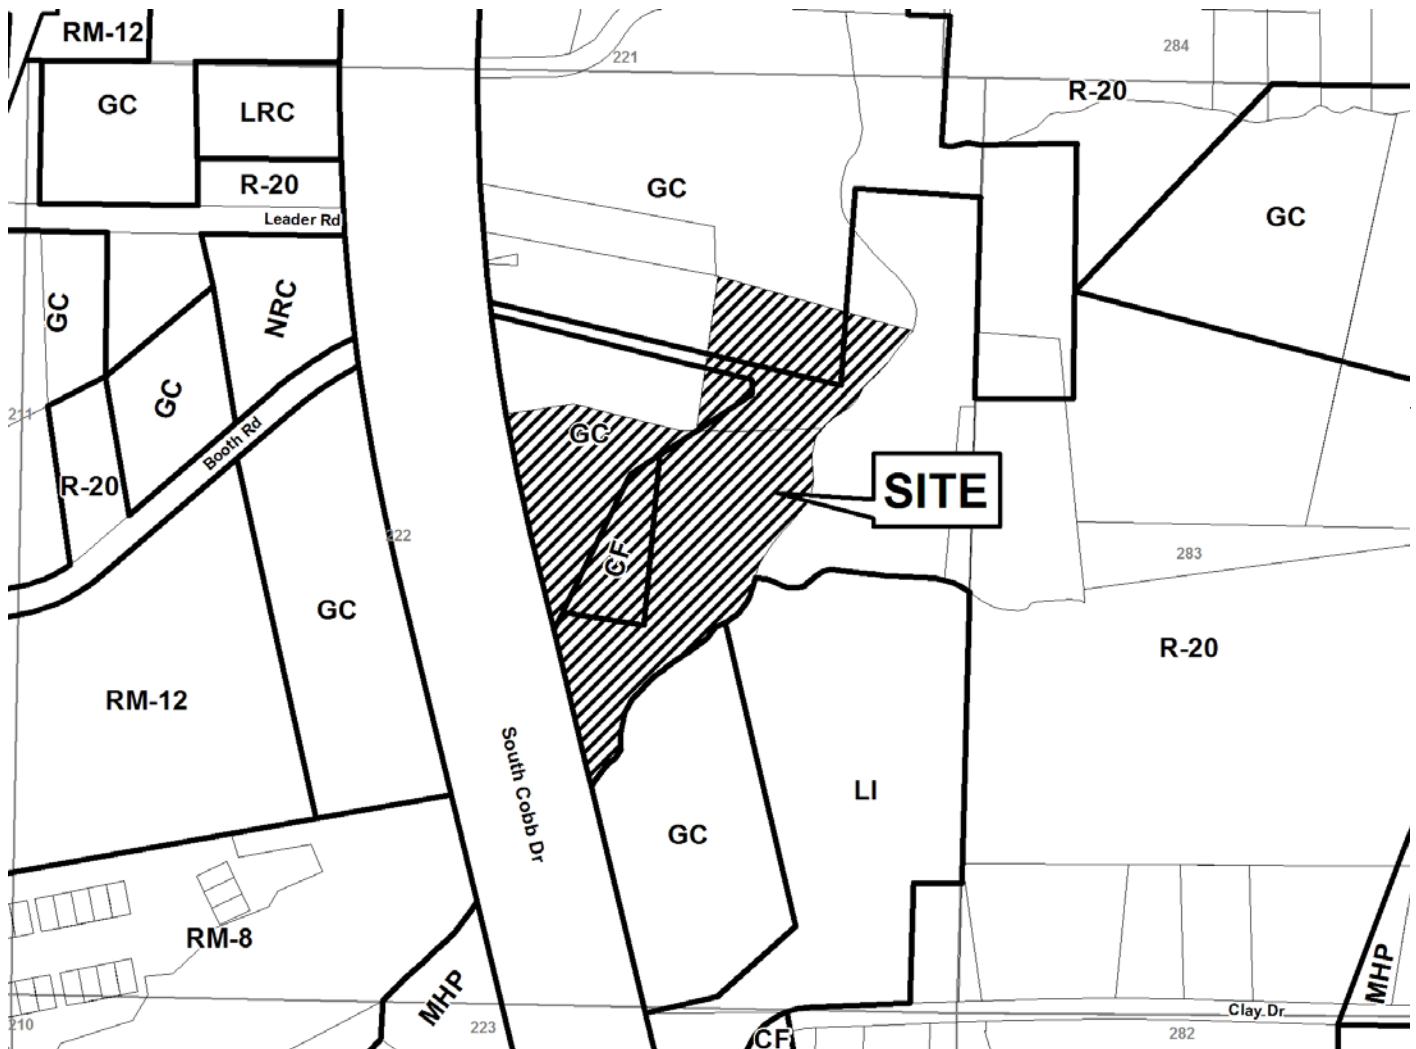 RM-12
221
284
R-20
GC
LRC
R-20
GC
GC
Leader Rd
GC
NRC
GC
211
Booth Rd
GC
R-20
SITE
222
CF
283
GC
R-20
RM-12
South Cobb Dr
LI
GC
RM-8
MHP
MHP
210
223
Clay Dr
CF
282